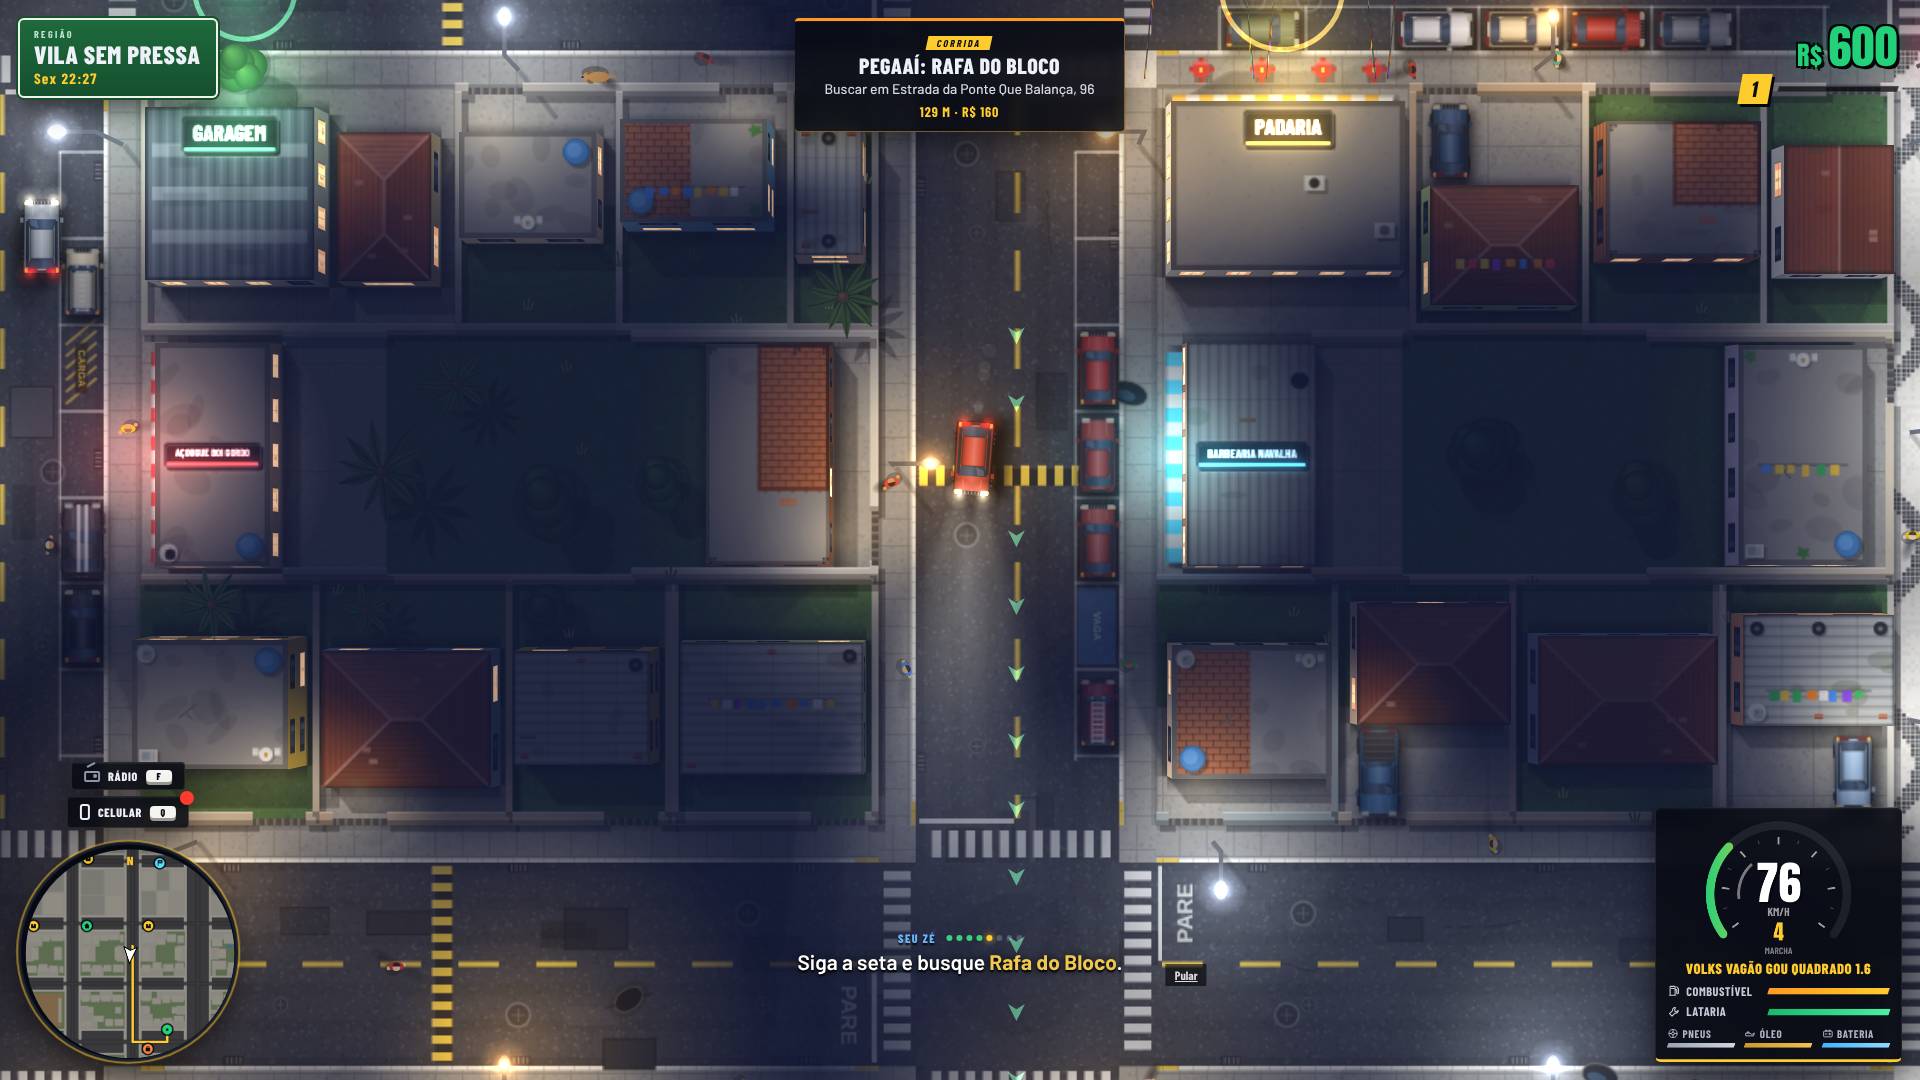 REGIÃO
VILA SEM PRESSA
Sex 22:27
CORRIDA
PEGAAÍ: RAFA DO BLOCO
Buscar em Estrada da Ponte Que Balança, 96
129 M · R$ 160
R$ 600
1
GARAGEM
PADARIA
CARGA
AÇOUGUE BOI GORDO
BARBEARIA NAVALHA
VAGA
RÁDIO F
CELULAR Q
N
PARE
PARE
SEU ZÉ
Siga a seta e busque Rafa do Bloco.
Pular
76
KM/H
4
MARCHA
VOLKS VAGÃO GOU QUADRADO 1.6
COMBUSTÍVEL
LATARIA
PNEUS
ÓLEO
BATERIA